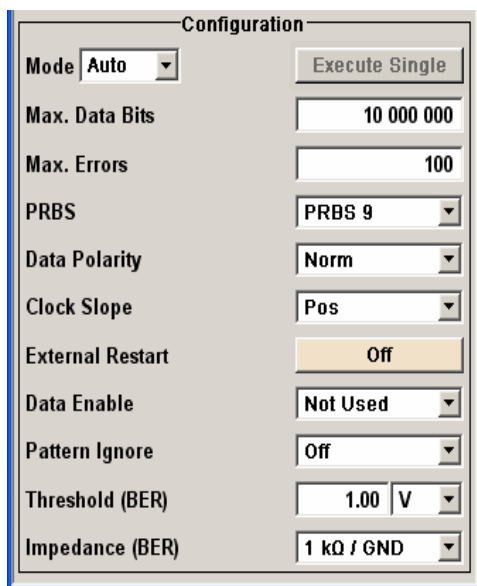 Configuration
Mode Auto Execute Single
Max. Data Bits 10 000 000
Max. Errors 100
PRBS PRBS 9
Data Polarity Norm
Clock Slope Pos
External Restart Off
Data Enable Not Used
Pattern Ignore Off
Threshold (BER) 1.00 V
Impedance (BER) 1 kΩ / GND